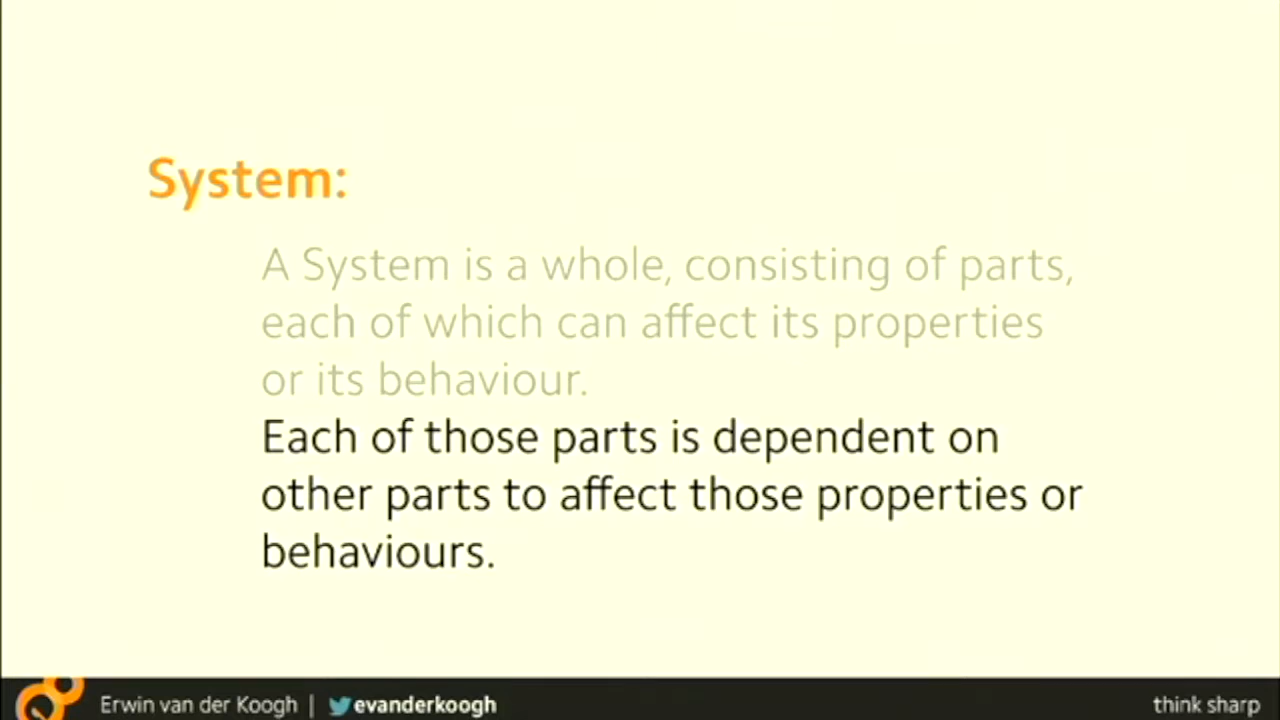 System:
A System is a whole, consisting of parts,
each of which can affect its properties
or its behaviour.
Each of those parts is dependent on
other parts to affect those properties or
behaviours.
Erwin van der Koogh | evanderkoogh
think sharp